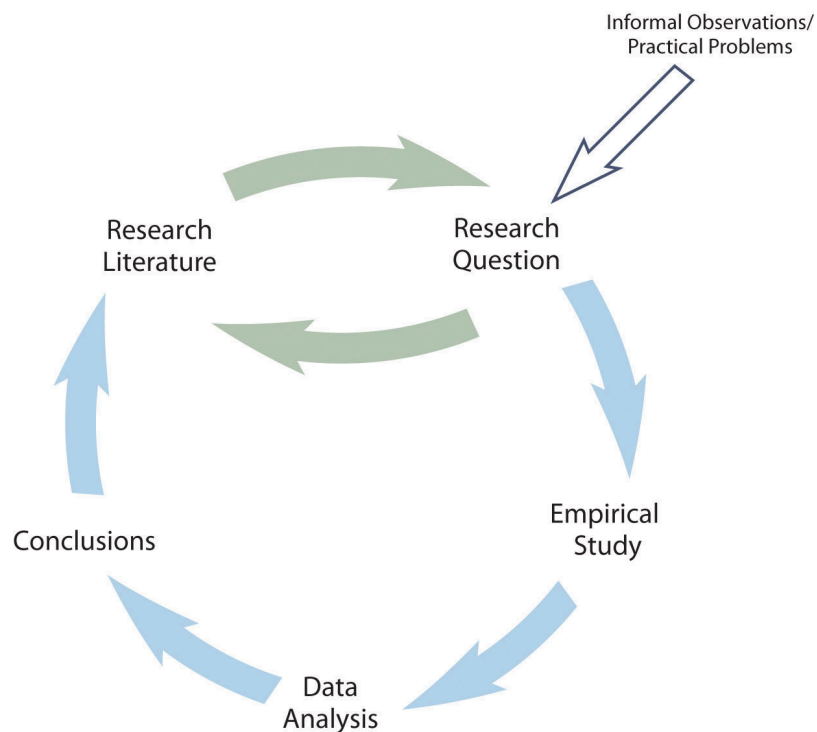 Informal Observations/
Practical Problems
Research
Literature
Research
Question
Empirical
Study
Conclusions
Data
Analysis